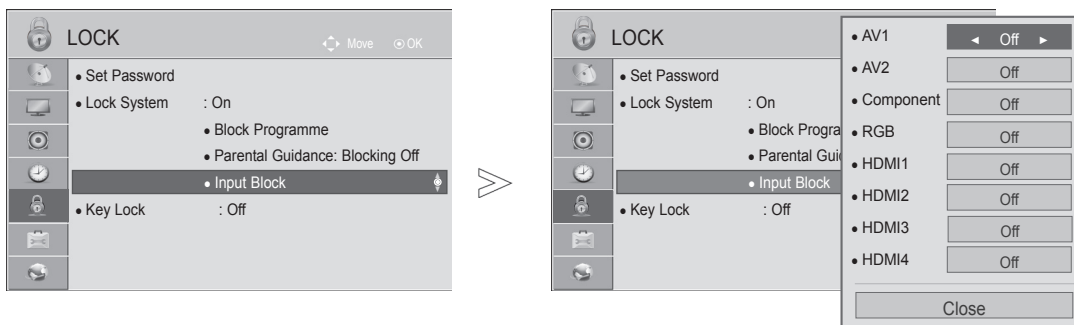 LOCK
Move OK
• Set Password
• Lock System : On
• Block Programme
• Parental Guidance: Blocking Off
• Input Block
• Key Lock : Off
LOCK
• Set Password
• Lock System : On
• Block Progra
• Parental Guid
• Input Block
• Key Lock : Off
• AV1 ◄ Off ►
• AV2 Off
• Component Off
• RGB Off
• HDMI1 Off
• HDMI2 Off
• HDMI3 Off
• HDMI4 Off
Close